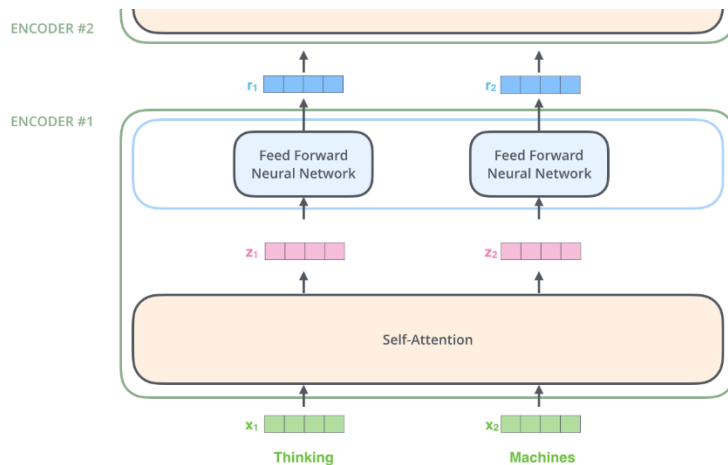 ENCODER #2
r₁ r₂
ENCODER #1
Feed Forward Feed Forward
Neural Network Neural Network
z₁ z₂
Self-Attention
x₁ x₂
Thinking Machines